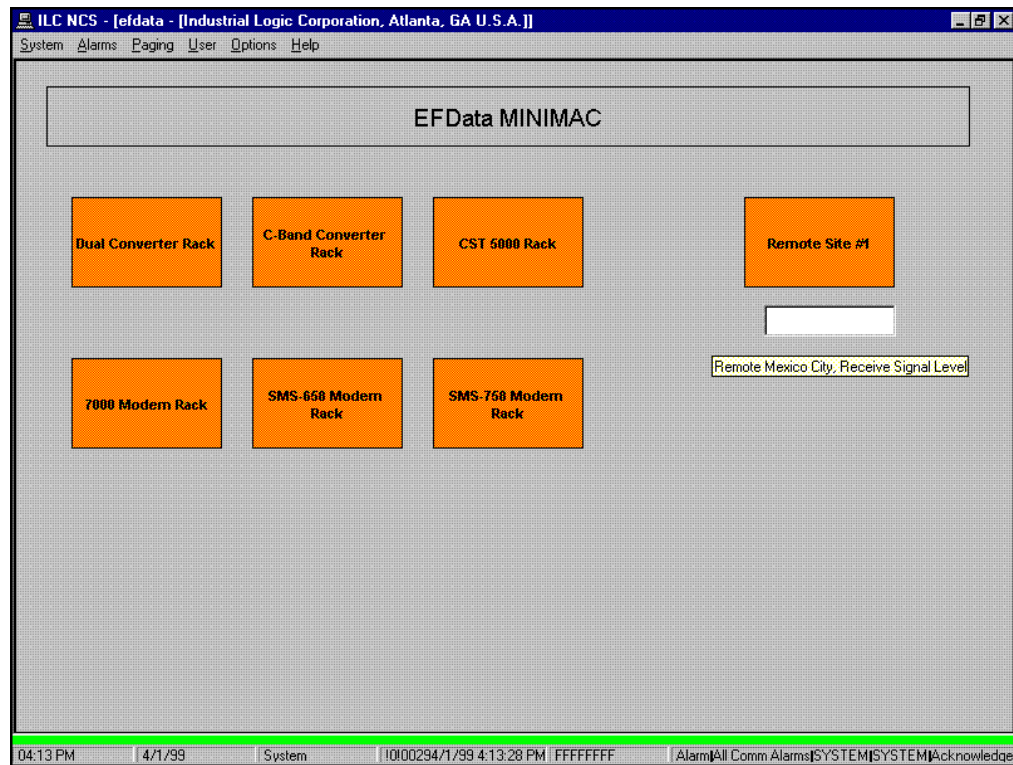 ILC NCS - [efdata - [Industrial Logic Corporation, Atlanta, GA U.S.A.]]
System Alarms Paging User Options Help
EFData MINIMAC
Dual Converter Rack
C-Band Converter
Rack
CST 5000 Rack
Remote Site #1
Remote Mexico City, Receive Signal Level
7000 Modem Rack
SMS-650 Modem
Rack
SMS-750 Modem
Rack
04:13 PM 4/1/99 System !0!00294/1/99 4:13:28 PM FFFFFFFF Alarm|All Comm Alarms|SYSTEM|SYSTEM|Acknowledge